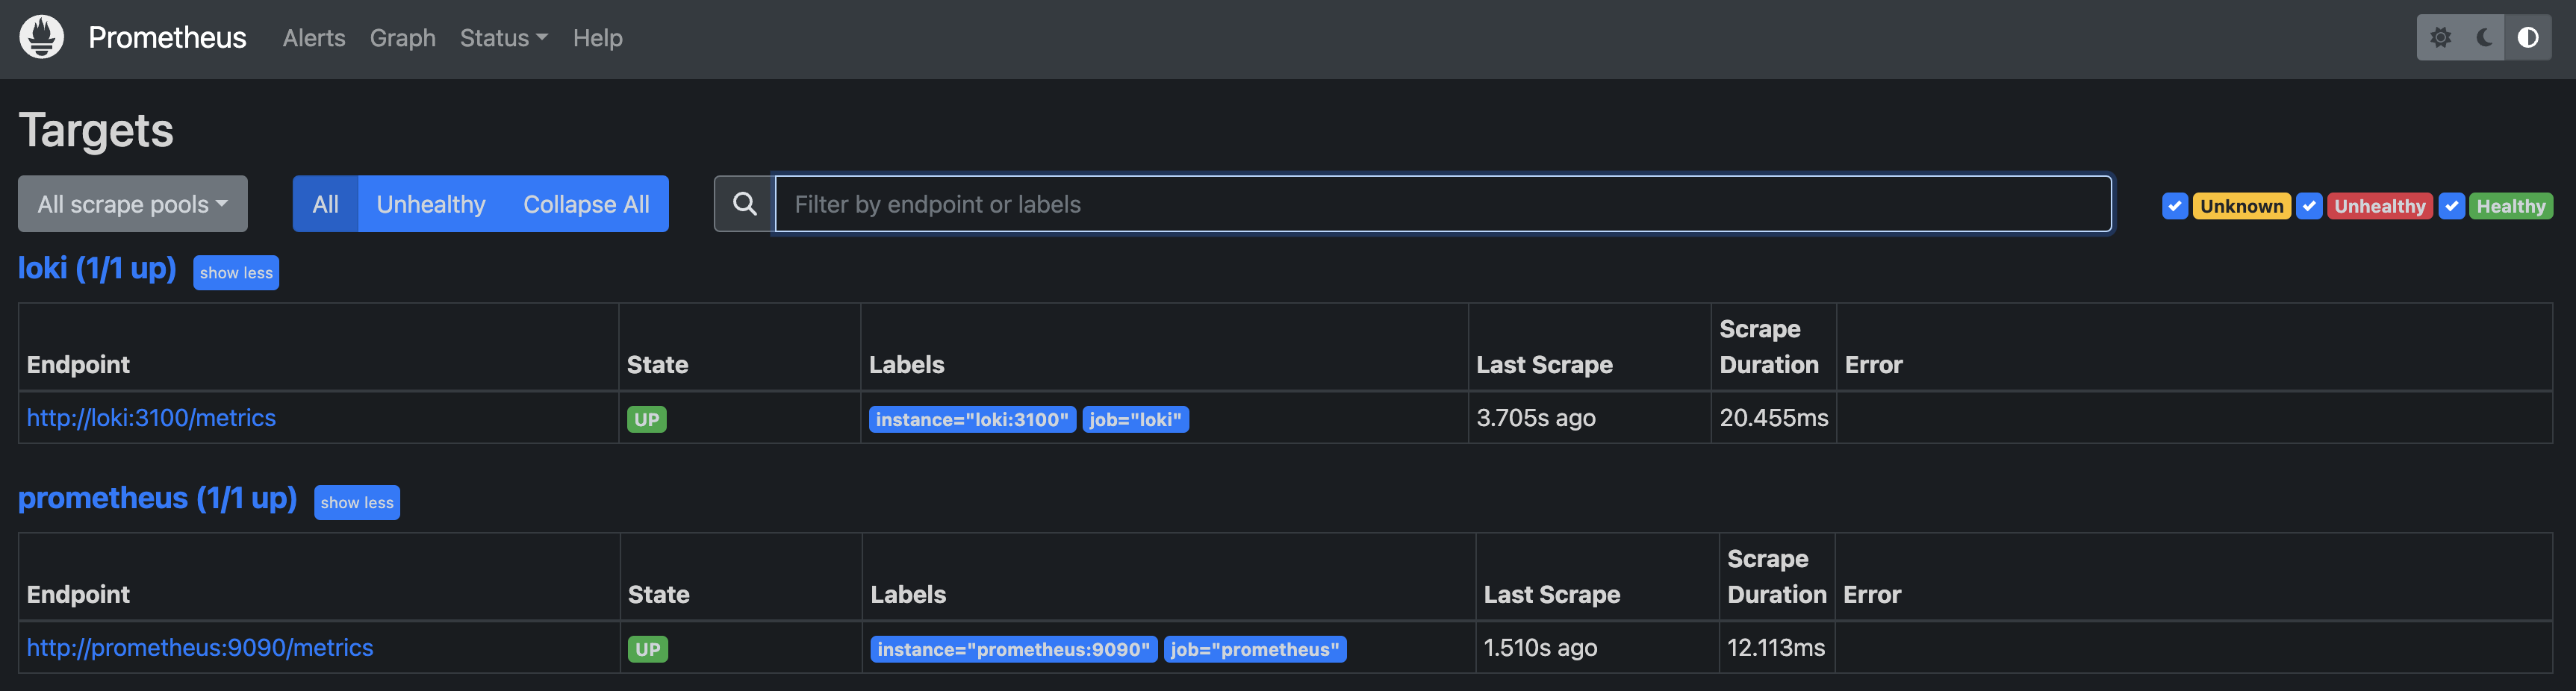 Prometheus Alerts Graph Status Help
Targets
All scrape pools All Unhealthy Collapse All Filter by endpoint or labels Unknown Unhealthy Healthy
loki (1/1 up) show less
Endpoint State Labels Last Scrape Scrape Duration Error
http://loki:3100/metrics UP instance="loki:3100" job="loki" 3.705s ago 20.455ms
prometheus (1/1 up) show less
Endpoint State Labels Last Scrape Scrape Duration Error
http://prometheus:9090/metrics UP instance="prometheus:9090" job="prometheus" 1.510s ago 12.113ms